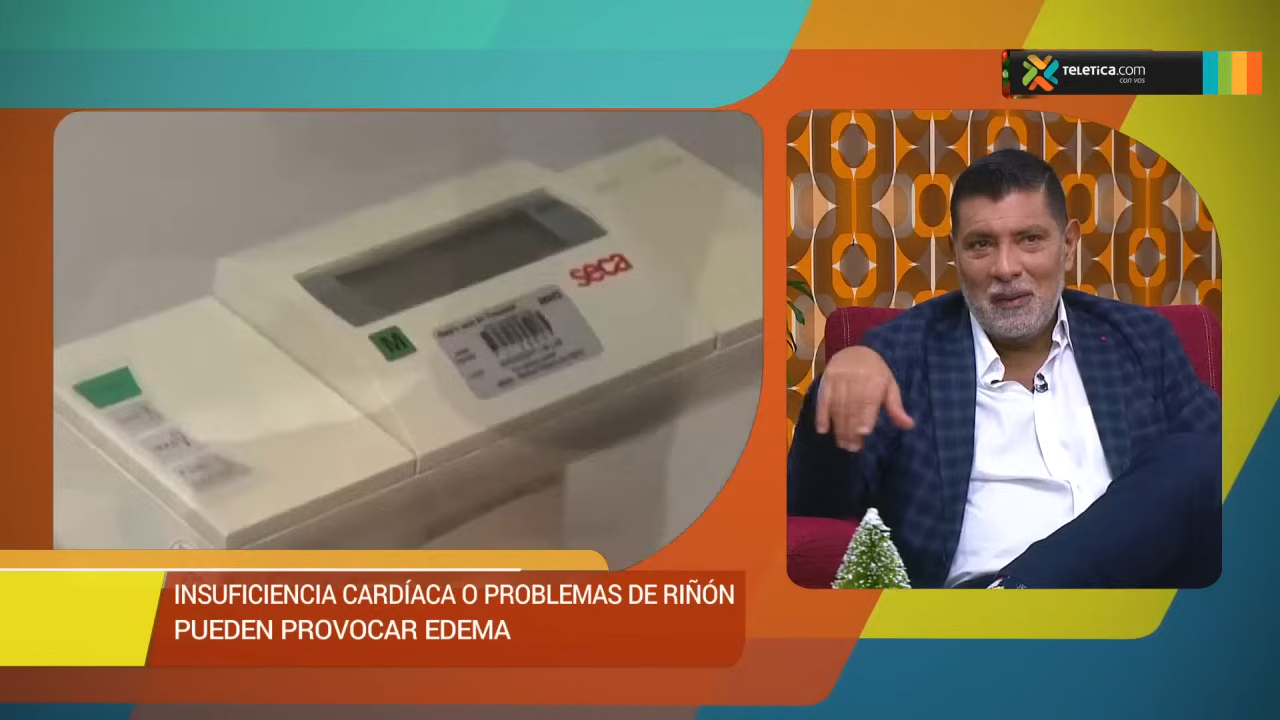 TELETICA.COM
con vos
seca
M
INSUFICIENCIA CARDÍACA O PROBLEMAS DE RIÑÓN
PUEDEN PROVOCAR EDEMA